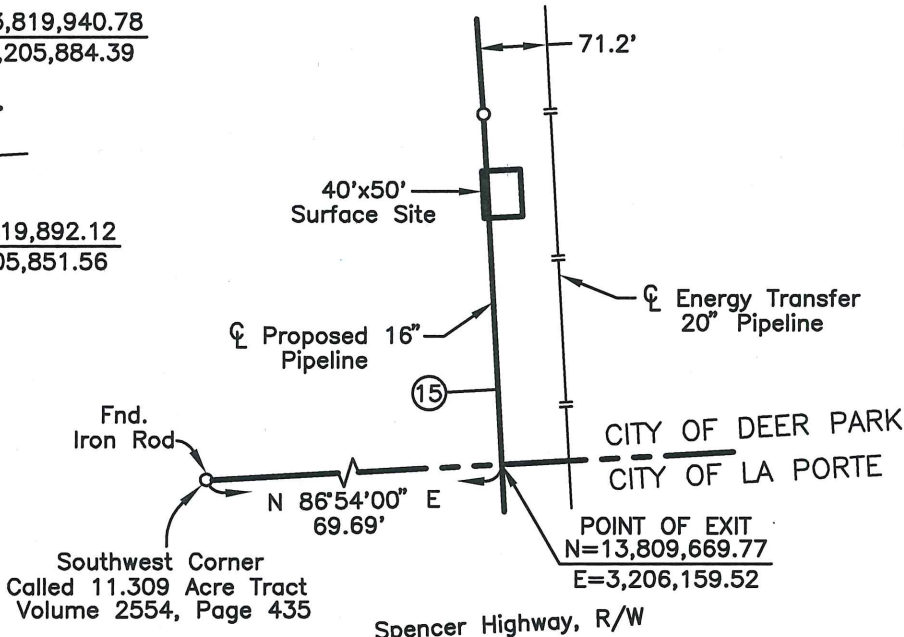 ,819,940.78
,205,884.39
19,892.12
05,851.56
71.2'
40'x50'
Surface Site
℄ Energy Transfer
20" Pipeline
℄ Proposed 16"
Pipeline
15
Fnd.
Iron Rod
CITY OF DEER PARK
CITY OF LA PORTE
N 86°54'00" E
69.69'
POINT OF EXIT
N=13,809,669.77
E=3,206,159.52
Southwest Corner
Called 11.309 Acre Tract
Volume 2554, Page 435
Spencer Highway, R/W